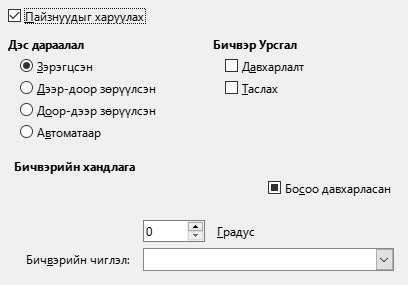 Пайзнуудыг харуулах
Дэс дараалал
Бичвэр Урсгал
Зэрэгцсэн
Давхарлалт
Дээр-доор зөрүүлсэн
Таслах
Доор-дээр зөрүүлсэн
Автоматаар
Бичвэрийн хандлага
Босоо давхарласан
0 Градус
Бичвэрийн чиглэл: